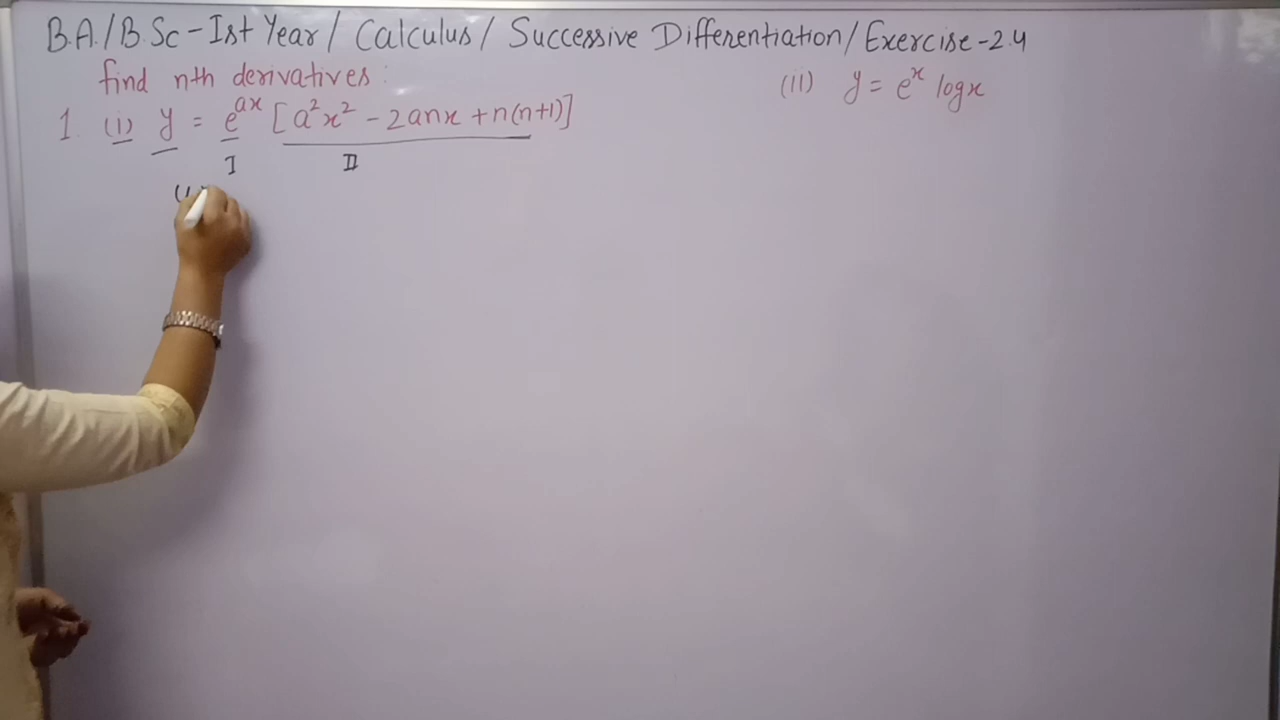 B.A./B.Sc-Ist Year/Calculus/Successive Differentiation/Exercise-2.4
find nth derivatives:
1. (i) y = e^{ax} [a²x² - 2anx + n(n+1)]
I II
(ii) y = e^x logx